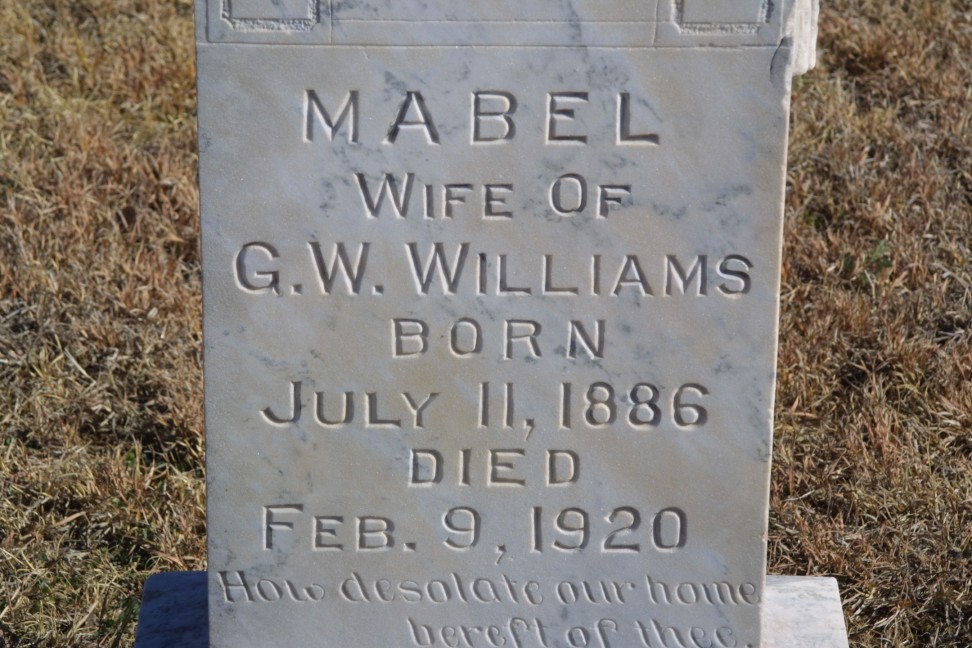 MABEL
WIFE OF
G.W. WILLIAMS
BORN
JULY 11, 1886
DIED
FEB. 9, 1920
How desolate our home
bereft of thee.